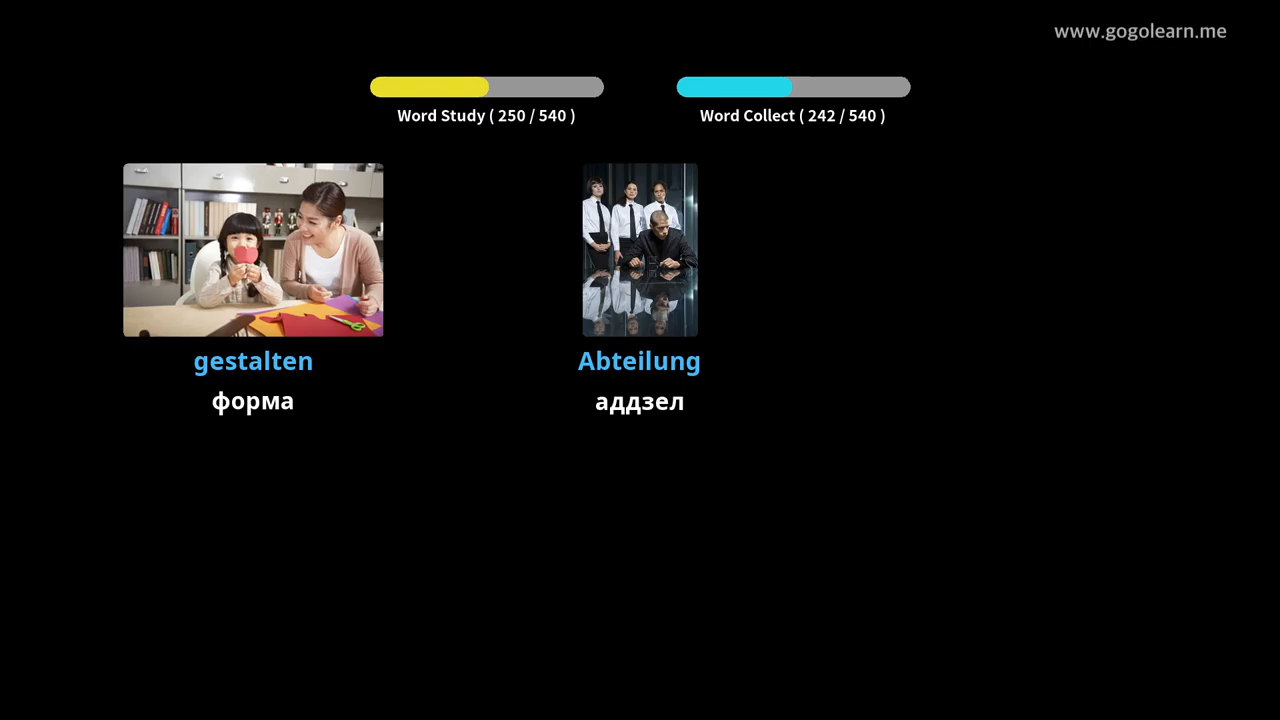 www.gogolearn.me
Word Study ( 250 / 540 )
Word Collect ( 242 / 540 )
gestalten
форма
Abteilung
аддзел